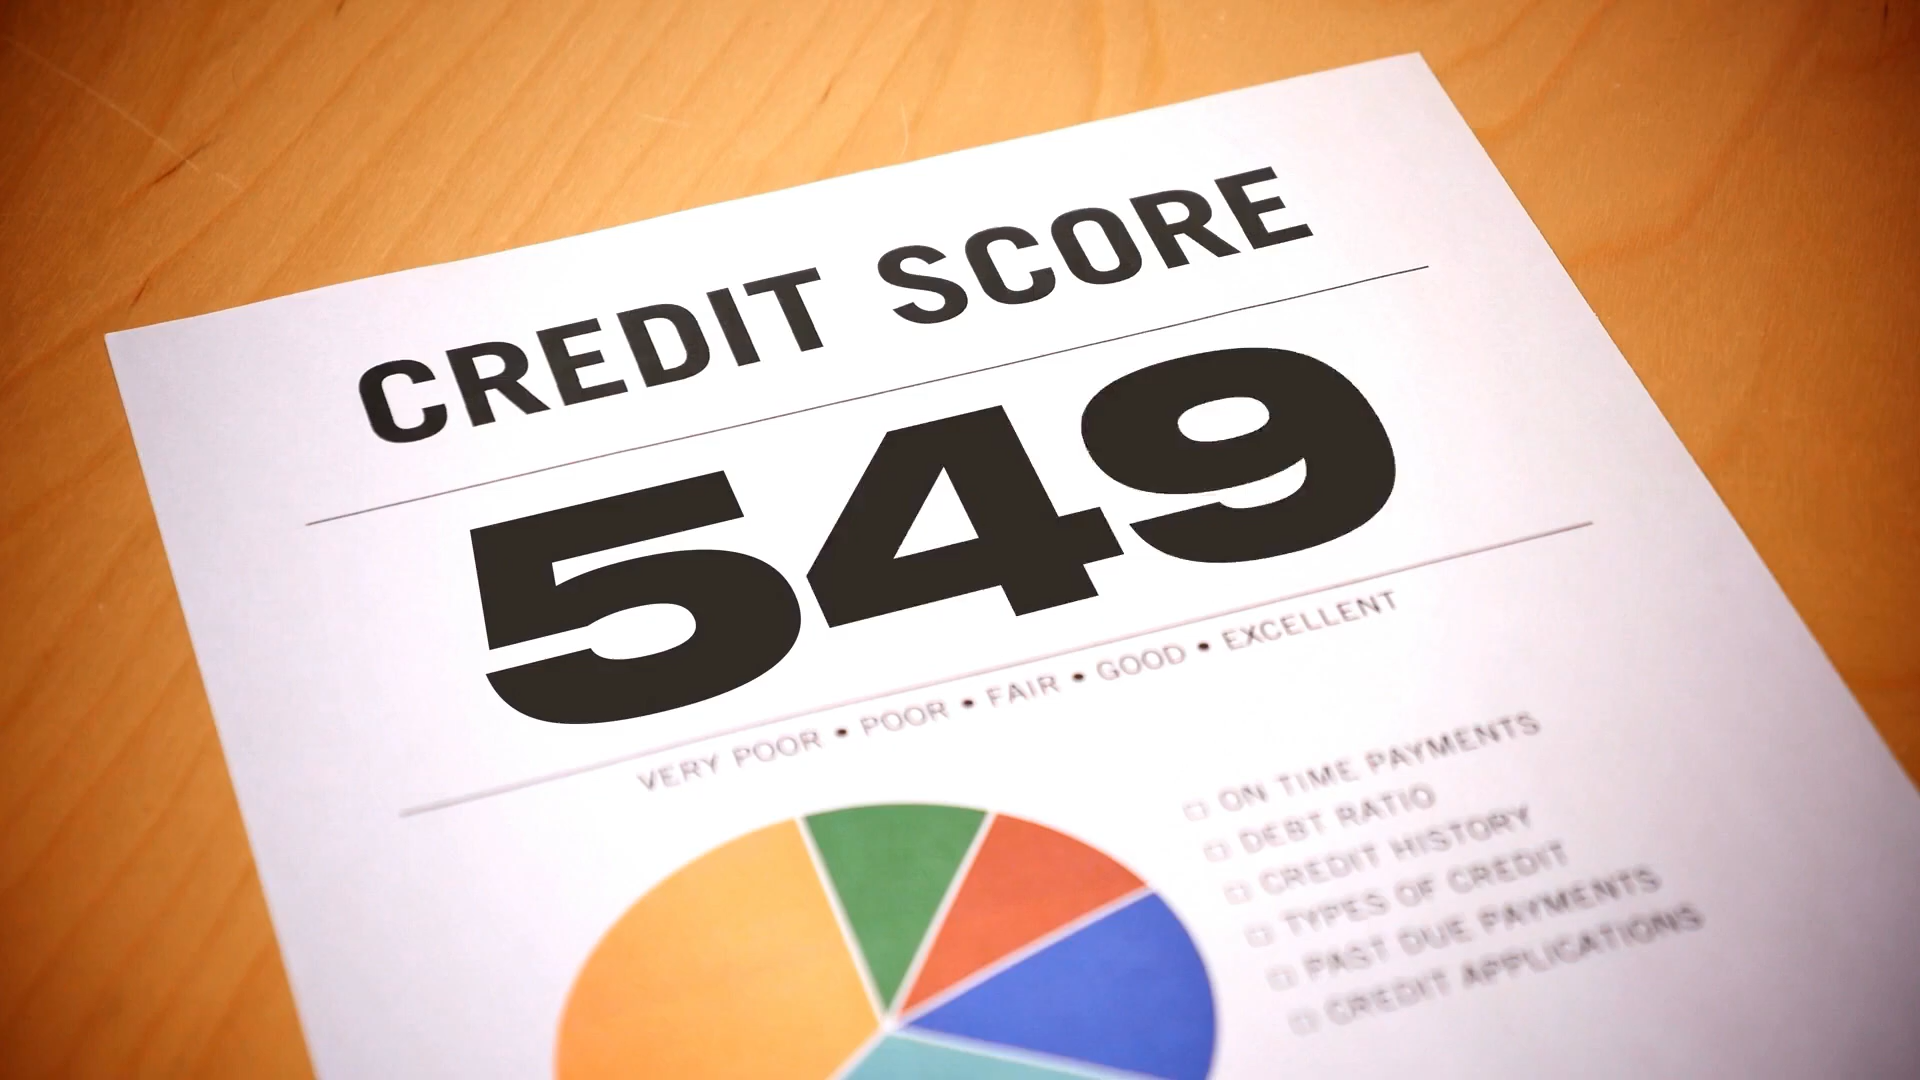 CREDIT SCORE
549
VERY POOR • POOR • FAIR • GOOD • EXCELLENT
ON TIME PAYMENTS
DEBT RATIO
CREDIT HISTORY
TYPES OF CREDIT
PAST DUE PAYMENTS
CREDIT APPLICATIONS